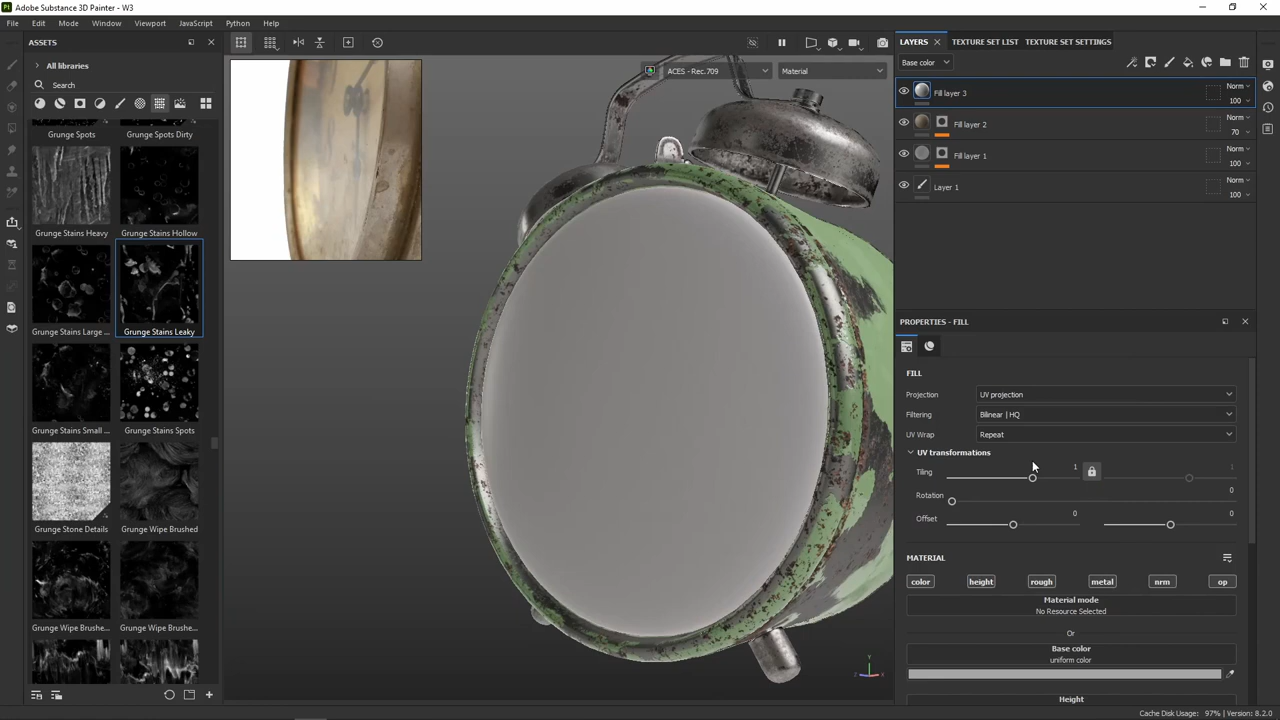 Adobe Substance 3D Painter - W3
File Edit Mode Window Viewport JavaScript Python Help
ASSETS
All libraries
Search
Grunge Spots
Grunge Spots Dirty
Grunge Stains Heavy
Grunge Stains Hollow
Grunge Stains Large ...
Grunge Stains Leaky
Grunge Stains Small ...
Grunge Stains Spots
Grunge Stone Details
Grunge Wipe Brushed
Grunge Wipe Brushe...
Grunge Wipe Brushe...
ACES - Rec.709
Material
LAYERS
TEXTURE SET LIST
TEXTURE SET SETTINGS
Base color
Fill layer 3
Norm
100
Fill layer 2
Norm
70
Fill layer 1
Norm
100
Layer 1
Norm
100
PROPERTIES - FILL
FILL
Projection
UV projection
Filtering
Bilinear | HQ
UV Wrap
Repeat
UV transformations
Tiling
1
1
Rotation
0
Offset
0
0
MATERIAL
color height rough metal nrm op
Material mode
No Resource Selected
Or
Base color
uniform color
Height
Y
Z
X
Cache Disk Usage: 97% | Version: 8.2.0